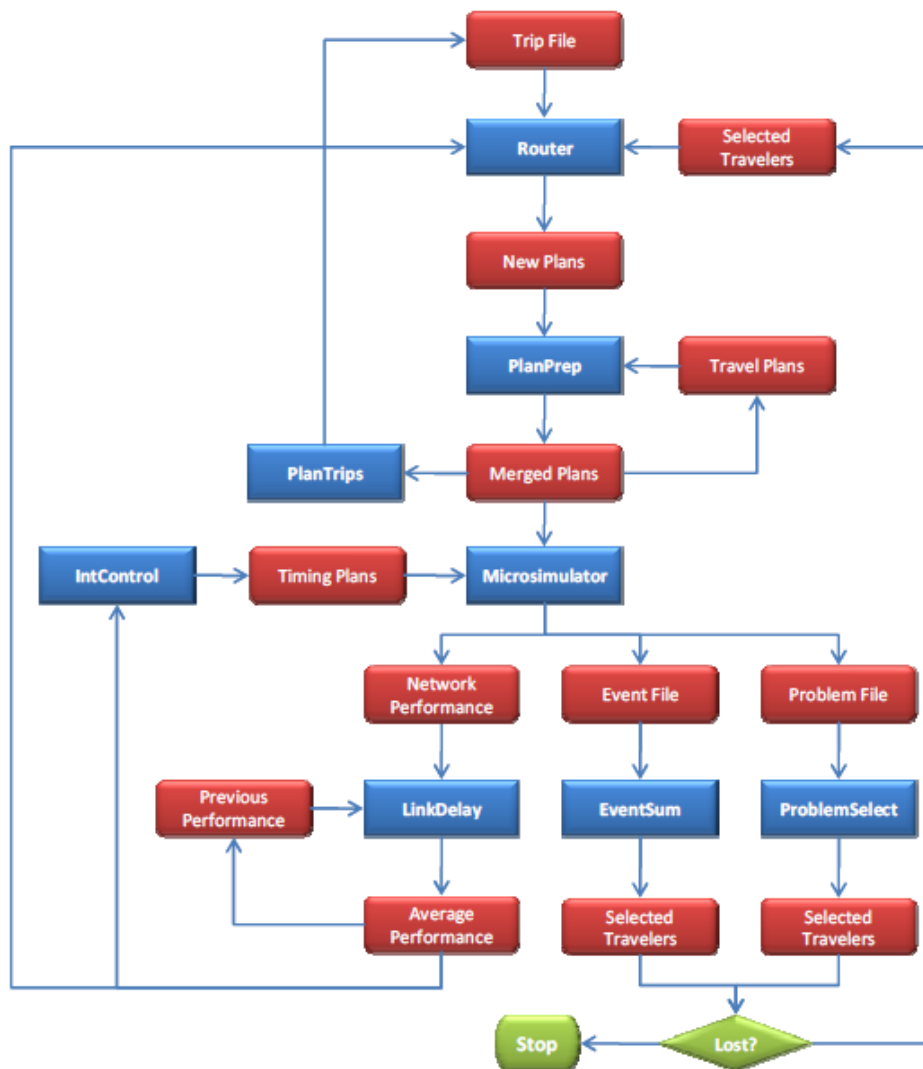 Trip File
Router
Selected
Travelers
New Plans
PlanPrep
Travel Plans
PlanTrips
Merged Plans
IntControl
Timing Plans
Microsimulator
Network
Performance
Event File
Problem File
Previous
Performance
LinkDelay
EventSum
ProblemSelect
Average
Performance
Selected
Travelers
Selected
Travelers
Stop
Lost?